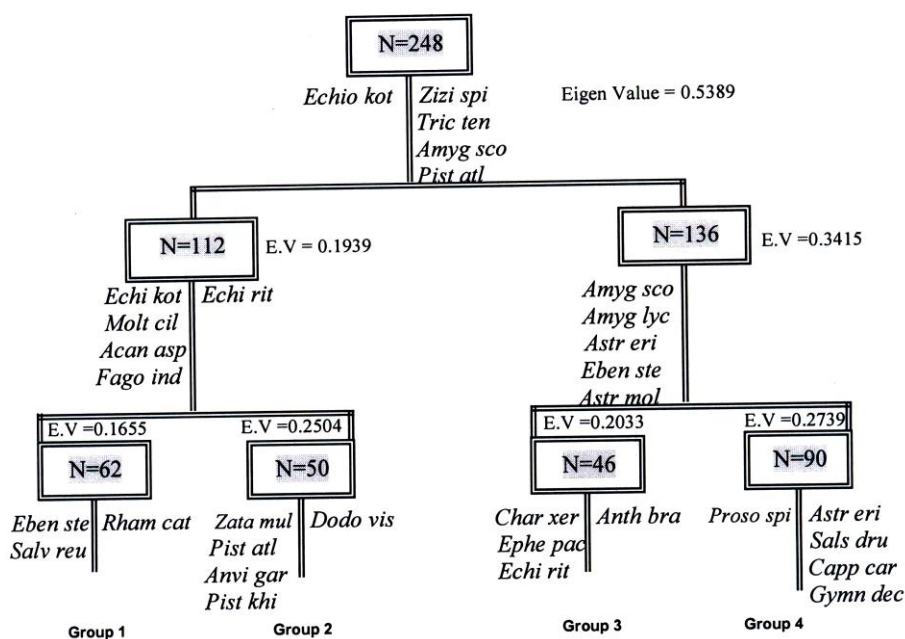 N=248
Echio kot Zizi spi Eigen Value = 0.5389
Tric ten
Amyg sco
Pist atl
N=112 E.V = 0.1939 N=136 E.V =0.3415
Echi kot Echi rit Amyg sco
Molt cil Amyg lyc
Acan asp Astr eri
Fago ind Eben ste
Astr mol
E.V =0.1655 E.V =0.2504 E.V =0.2033 E.V =0.2739
N=62 N=50 N=46 N=90
Eben ste Rham cat Zata mul Dodo vis Char xer Anth bra Proso spi Astr eri
Salv reu Pist atl Ephe pac Sals dru
Anvi gar Echi rit Capp car
Pist khi Gymn dec
Group 1 Group 2 Group 3 Group 4